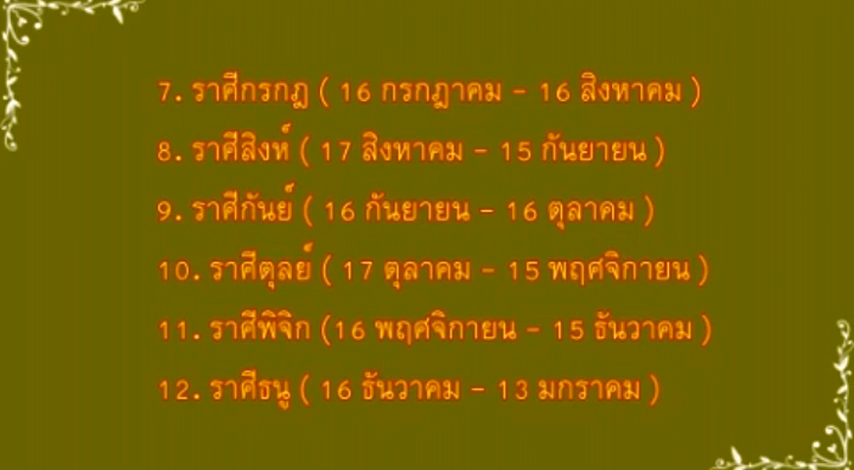 7. ราศีกรกฎ ( 16 กรกฎาคม - 16 สิงหาคม )
8. ราศีสิงห์ ( 17 สิงหาคม - 15 กันยายน )
9. ราศีกันย์ ( 16 กันยายน - 16 ตุลาคม )
10. ราศีตุลย์ ( 17 ตุลาคม - 15 พฤศจิกายน )
11. ราศีพิจิก (16 พฤศจิกายน - 15 ธันวาคม )
12. ราศีธนู ( 16 ธันวาคม - 13 มกราคม )